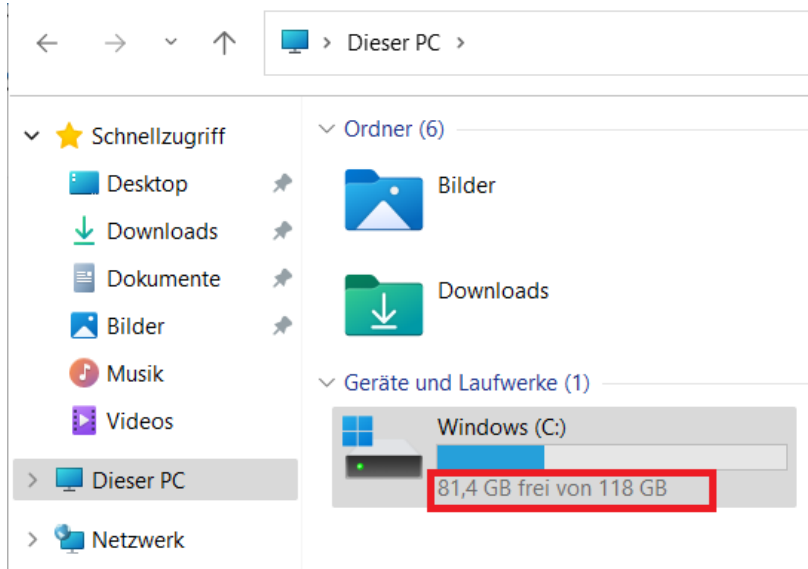 Dieser PC
Schnellzugriff
Desktop
Downloads
Dokumente
Bilder
Musik
Videos
Dieser PC
Netzwerk
Ordner (6)
Bilder
Downloads
Geräte und Laufwerke (1)
Windows (C:)
81,4 GB frei von 118 GB